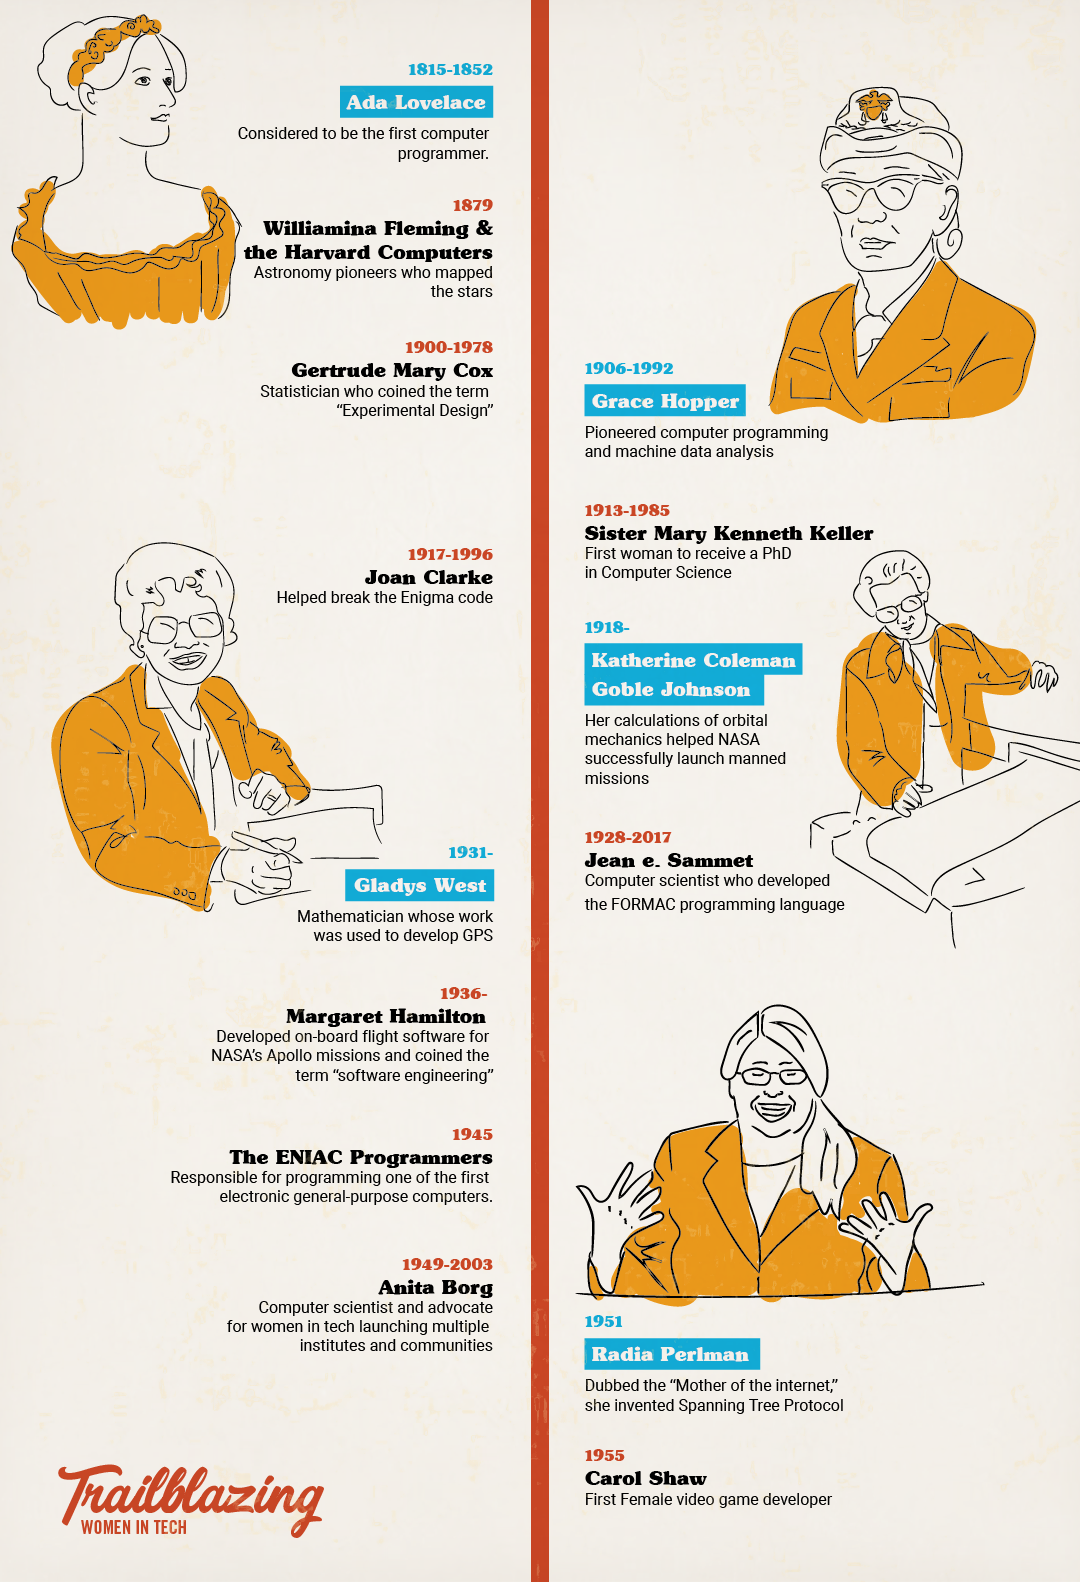 1815-1852
Ada Lovelace
Considered to be the first computer
programmer.
1879
Williamina Fleming &
the Harvard Computers
Astronomy pioneers who mapped
the stars
1900-1978
Gertrude Mary Cox
Statistician who coined the term
“Experimental Design”
1917-1996
Joan Clarke
Helped break the Enigma code
1931-
Gladys West
Mathematician whose work
was used to develop GPS
1936-
Margaret Hamilton
Developed on-board flight software for
NASA’s Apollo missions and coined the
term “software engineering”
1945
The ENIAC Programmers
Responsible for programming one of the first
electronic general-purpose computers.
1949-2003
Anita Borg
Computer scientist and advocate
for women in tech launching multiple
institutes and communities
Trailblazing
WOMEN IN TECH
1906-1992
Grace Hopper
Pioneered computer programming
and machine data analysis
1913-1985
Sister Mary Kenneth Keller
First woman to receive a PhD
in Computer Science
1918-
Katherine Coleman
Goble Johnson
Her calculations of orbital
mechanics helped NASA
successfully launch manned
missions
1928-2017
Jean e. Sammet
Computer scientist who developed
the FORMAC programming language
1951
Radia Perlman
Dubbed the “Mother of the internet,”
she invented Spanning Tree Protocol
1955
Carol Shaw
First Female video game developer